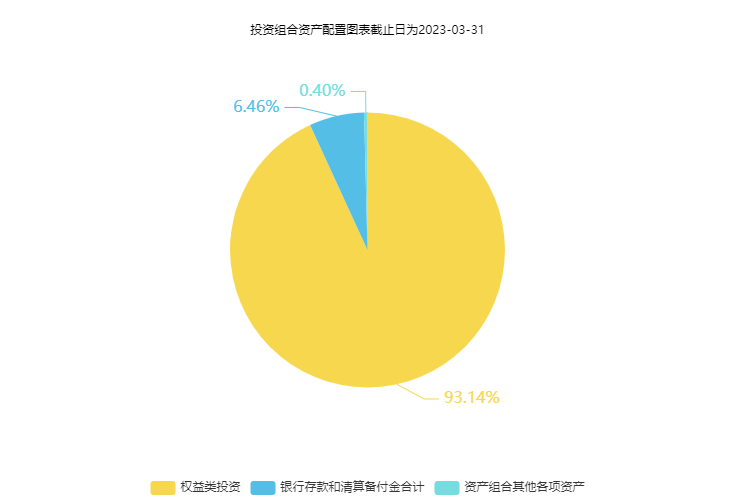 投资组合资产配置图表截止日为2023-03-31
0.40%
6.46%
93.14%
权益类投资 银行存款和清算备付金合计 资产组合其他各项资产